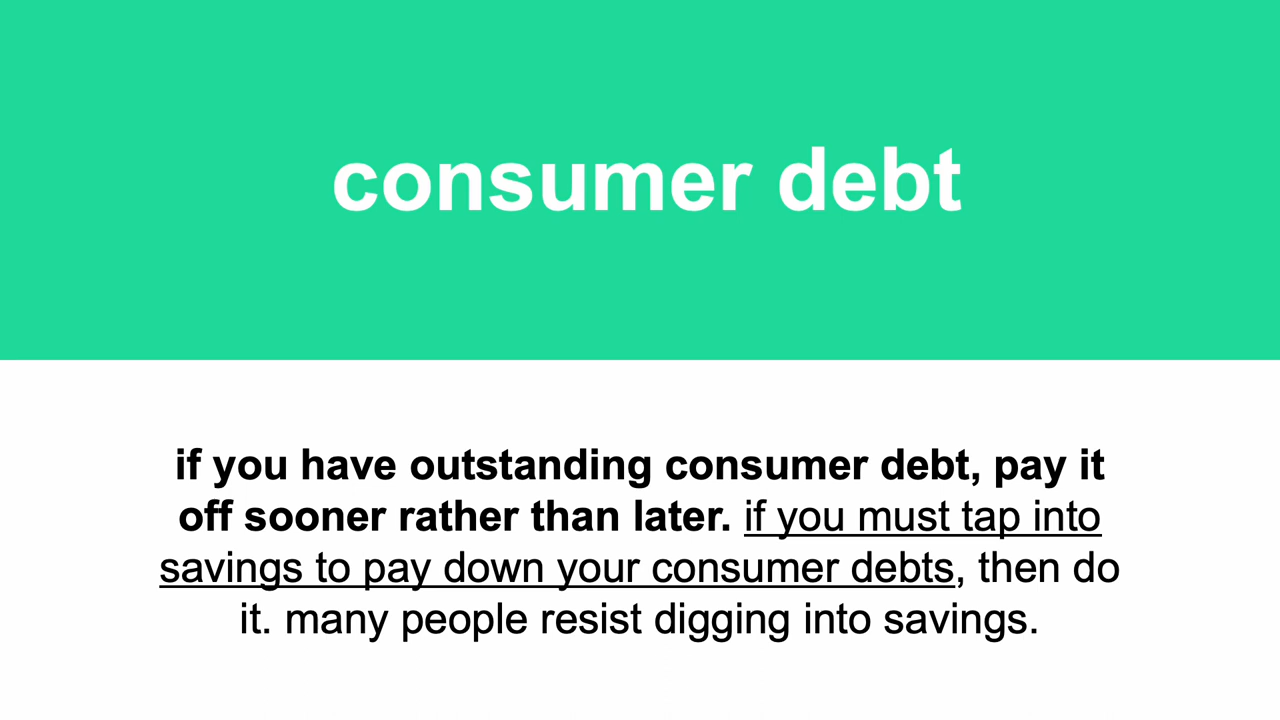 consumer debt
if you have outstanding consumer debt, pay it
off sooner rather than later. if you must tap into
savings to pay down your consumer debts, then do
it. many people resist digging into savings.